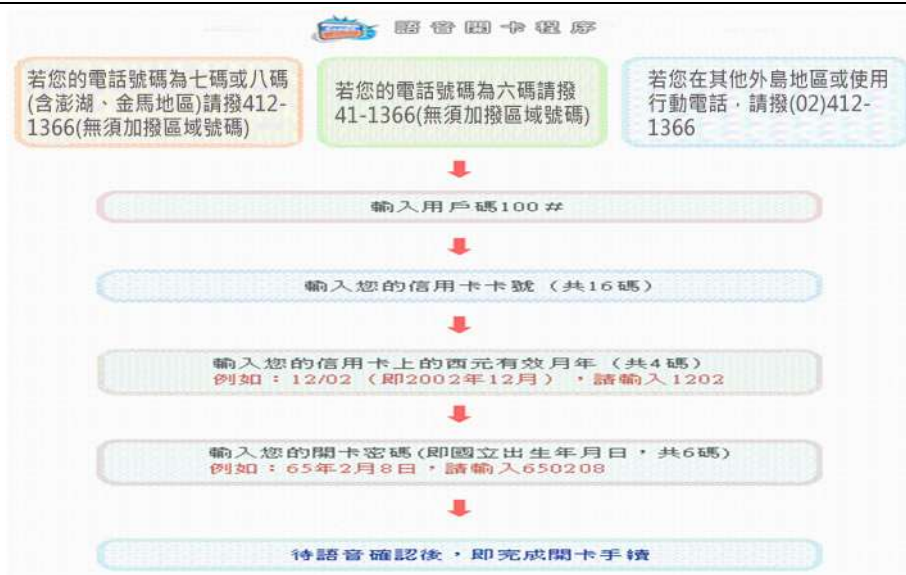 語音開卡程序
若您的電話號碼為七碼或八碼
(含澎湖、金馬地區)請撥412-
1366(無須加撥區域號碼)
若您的電話號碼為六碼請撥
41-1366(無須加撥區域號碼)
若您在其他外島地區或使用
行動電話，請撥(02)412-
1366
輸入用戶碼100#
輸入您的信用卡卡號（共16碼）
輸入您的信用卡上的西元有效月年（共4碼）
例如：12/02（即2002年12月），請輸入1202
輸入您的開卡密碼(即國立出生年月日，共6碼)
例如：65年2月8日，請輸入650208
待語音確認後，即完成開卡手續